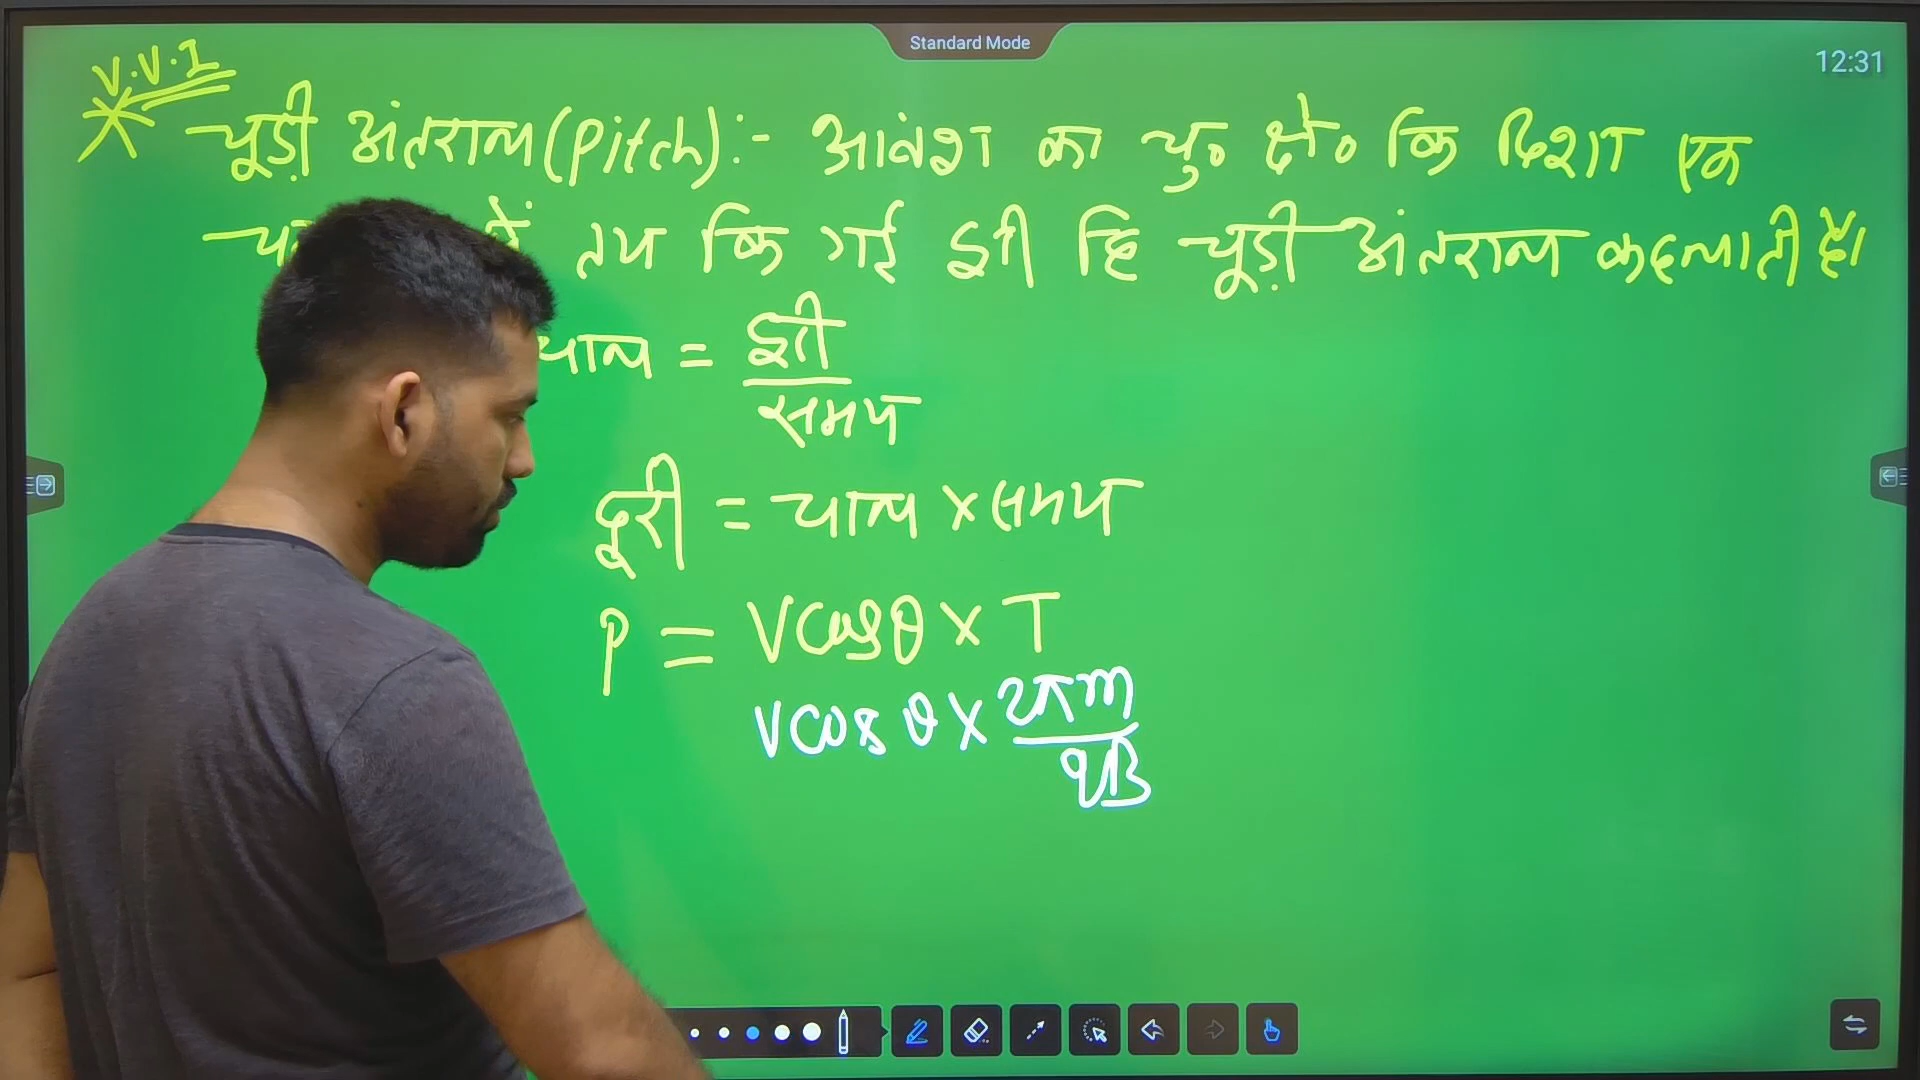 Standard Mode
12:31
V.V.I
चूड़ी अंतराल (Pitch):- आवेश का चु० क्षे० कि दिशा एक
में तय कि गई दूरी हि चूड़ी अंतराल कहलाती है।
चाल = दूरी / समय
दूरी = चाल × समय
P = VCosθ × T
VCosθ × 2πm / qB